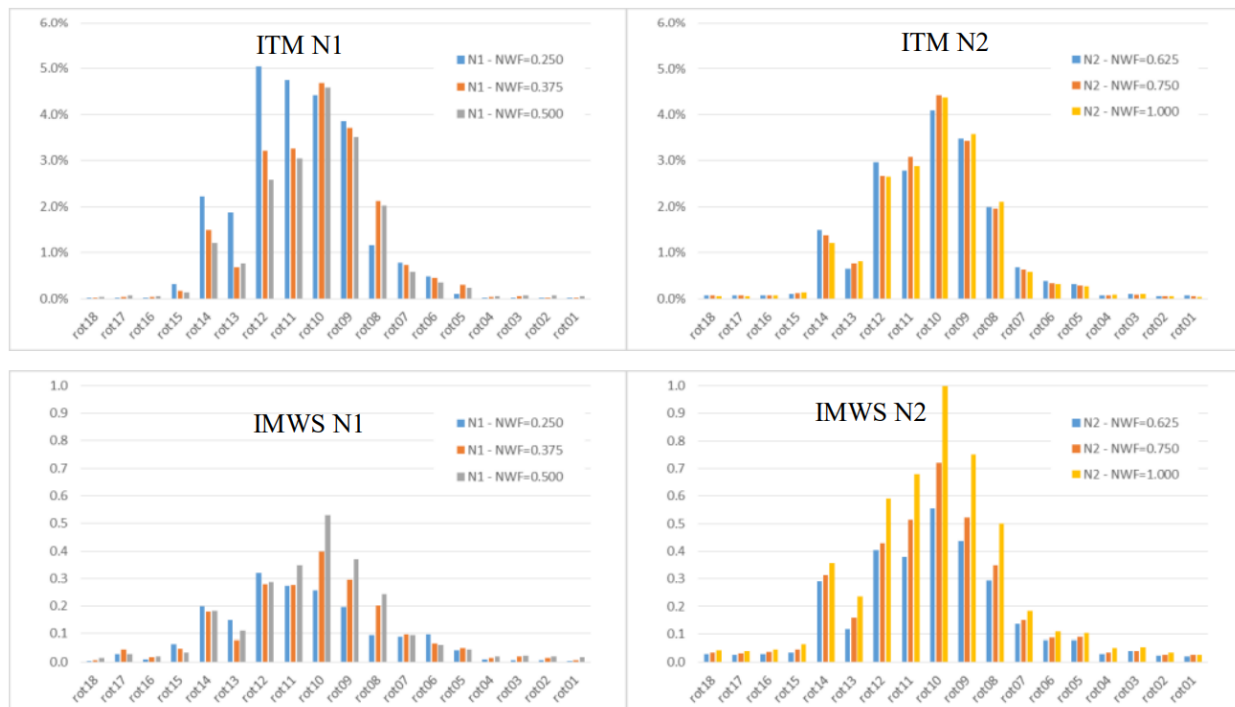 6.0%
5.0%
4.0%
3.0%
2.0%
1.0%
0.0%
ITM N1
N1 - NWF=0.250
N1 - NWF=0.375
N1 - NWF=0.500
rot18 rot17 rot16 rot15 rot14 rot13 rot12 rot11 rot10 rot09 rot08 rot07 rot06 rot05 rot04 rot03 rot02 rot01
6.0%
5.0%
4.0%
3.0%
2.0%
1.0%
0.0%
ITM N2
N2 - NWF=0.625
N2 - NWF=0.750
N2 - NWF=1.000
rot18 rot17 rot16 rot15 rot14 rot13 rot12 rot11 rot10 rot09 rot08 rot07 rot06 rot05 rot04 rot03 rot02 rot01
1.0
0.9
0.8
0.7
0.6
0.5
0.4
0.3
0.2
0.1
0.0
IMWS N1
N1 - NWF=0.250
N1 - NWF=0.375
N1 - NWF=0.500
rot18 rot17 rot16 rot15 rot14 rot13 rot12 rot11 rot10 rot09 rot08 rot07 rot06 rot05 rot04 rot03 rot02 rot01
1.0
0.9
0.8
0.7
0.6
0.5
0.4
0.3
0.2
0.1
0.0
IMWS N2
N2 - NWF=0.625
N2 - NWF=0.750
N2 - NWF=1.000
rot18 rot17 rot16 rot15 rot14 rot13 rot12 rot11 rot10 rot09 rot08 rot07 rot06 rot05 rot04 rot03 rot02 rot01